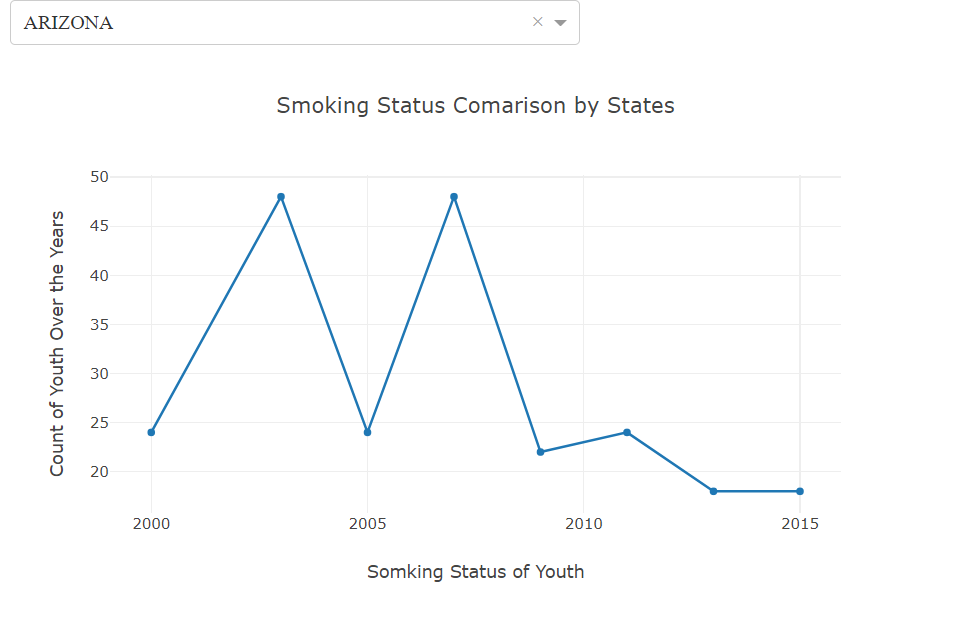 ARIZONA
Smoking Status Comarison by States
50
45
40
35
30
25
20
Count of Youth Over the Years
2000 2005 2010 2015
Somking Status of Youth